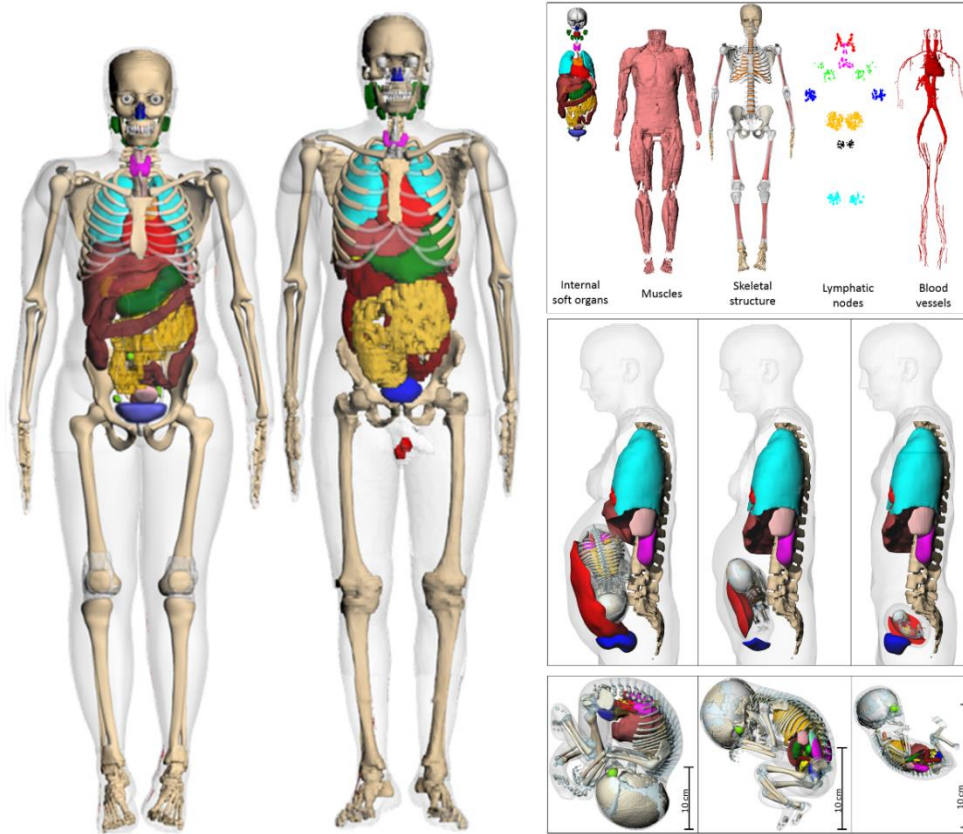 Internal
soft organs
Muscles
Skeletal
structure
Lymphatic
nodes
Blood
vessels
10 cm
10 cm
10 cm